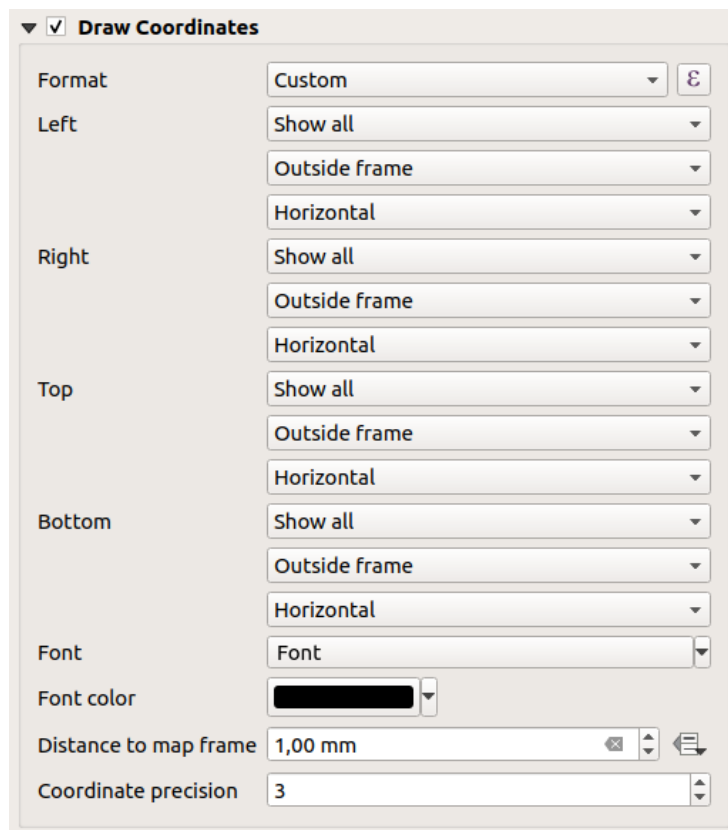 Draw Coordinates
Format Custom ε
Left Show all
Outside frame
Horizontal
Right Show all
Outside frame
Horizontal
Top Show all
Outside frame
Horizontal
Bottom Show all
Outside frame
Horizontal
Font Font
Font color
Distance to map frame 1,00 mm
Coordinate precision 3